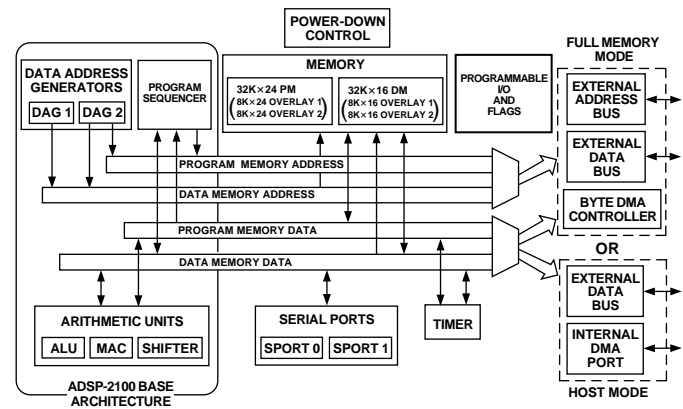 POWER-DOWN
CONTROL
FULL MEMORY
MODE
DATA ADDRESS
GENERATORS
DAG 1
DAG 2
PROGRAM
SEQUENCER
MEMORY
32K×24 PM
(8K×24 OVERLAY 1
8K×24 OVERLAY 2)
32K×16 DM
(8K×16 OVERLAY 1
8K×16 OVERLAY 2)
PROGRAMMABLE
I/O
AND
FLAGS
EXTERNAL
ADDRESS
BUS
EXTERNAL
DATA
BUS
BYTE DMA
CONTROLLER
PROGRAM MEMORY ADDRESS
DATA MEMORY ADDRESS
PROGRAM MEMORY DATA
DATA MEMORY DATA
OR
EXTERNAL
DATA
BUS
INTERNAL
DMA
PORT
HOST MODE
ARITHMETIC UNITS
ALU
MAC
SHIFTER
SERIAL PORTS
SPORT 0
SPORT 1
TIMER
ADSP-2100 BASE
ARCHITECTURE